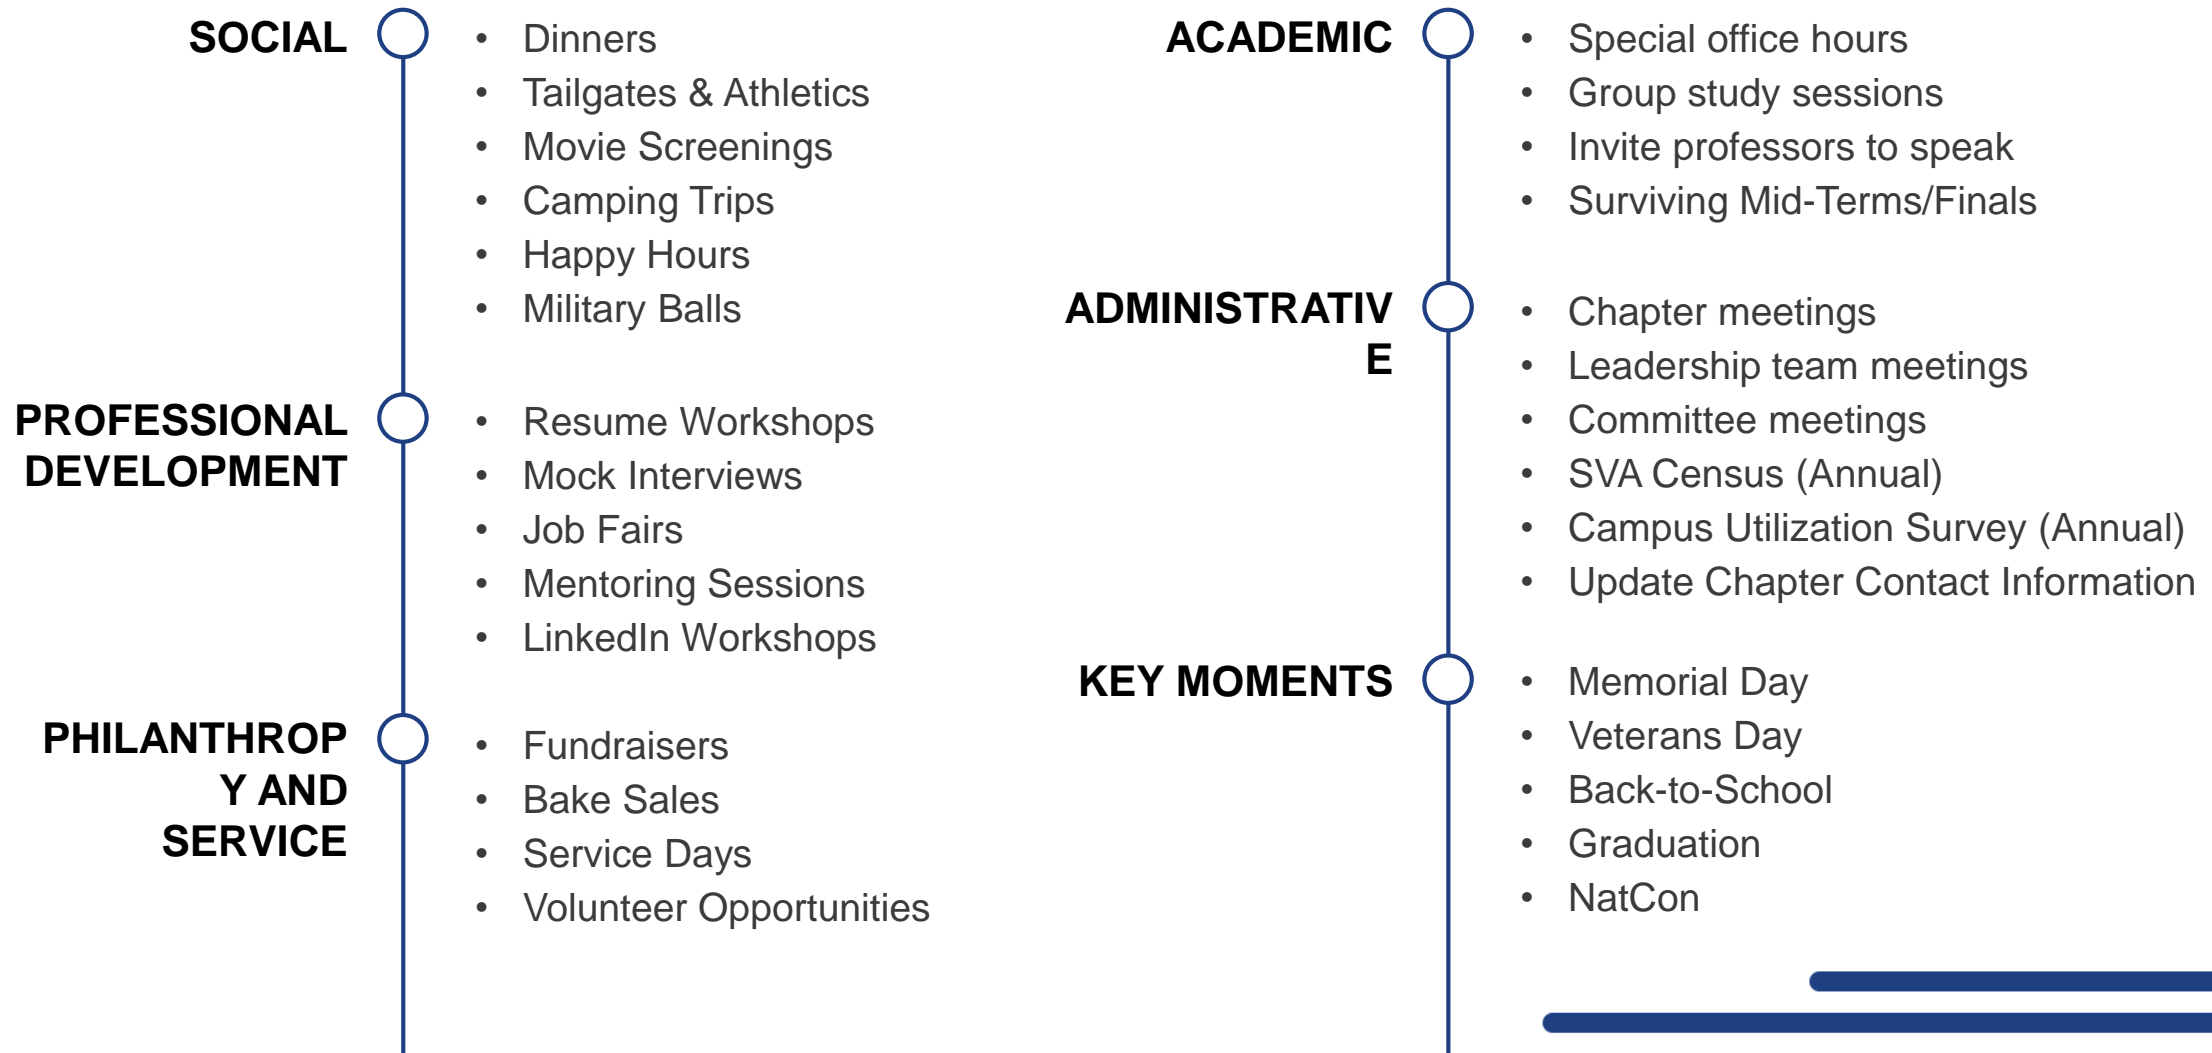 SOCIAL
• Dinners
• Tailgates & Athletics
• Movie Screenings
• Camping Trips
• Happy Hours
• Military Balls
PROFESSIONAL
DEVELOPMENT
• Resume Workshops
• Mock Interviews
• Job Fairs
• Mentoring Sessions
• LinkedIn Workshops
PHILANTHROP
Y AND
SERVICE
• Fundraisers
• Bake Sales
• Service Days
• Volunteer Opportunities
ACADEMIC
• Special office hours
• Group study sessions
• Invite professors to speak
• Surviving Mid-Terms/Finals
ADMINISTRATIV
E
• Chapter meetings
• Leadership team meetings
• Committee meetings
• SVA Census (Annual)
• Campus Utilization Survey (Annual)
• Update Chapter Contact Information
KEY MOMENTS
• Memorial Day
• Veterans Day
• Back-to-School
• Graduation
• NatCon